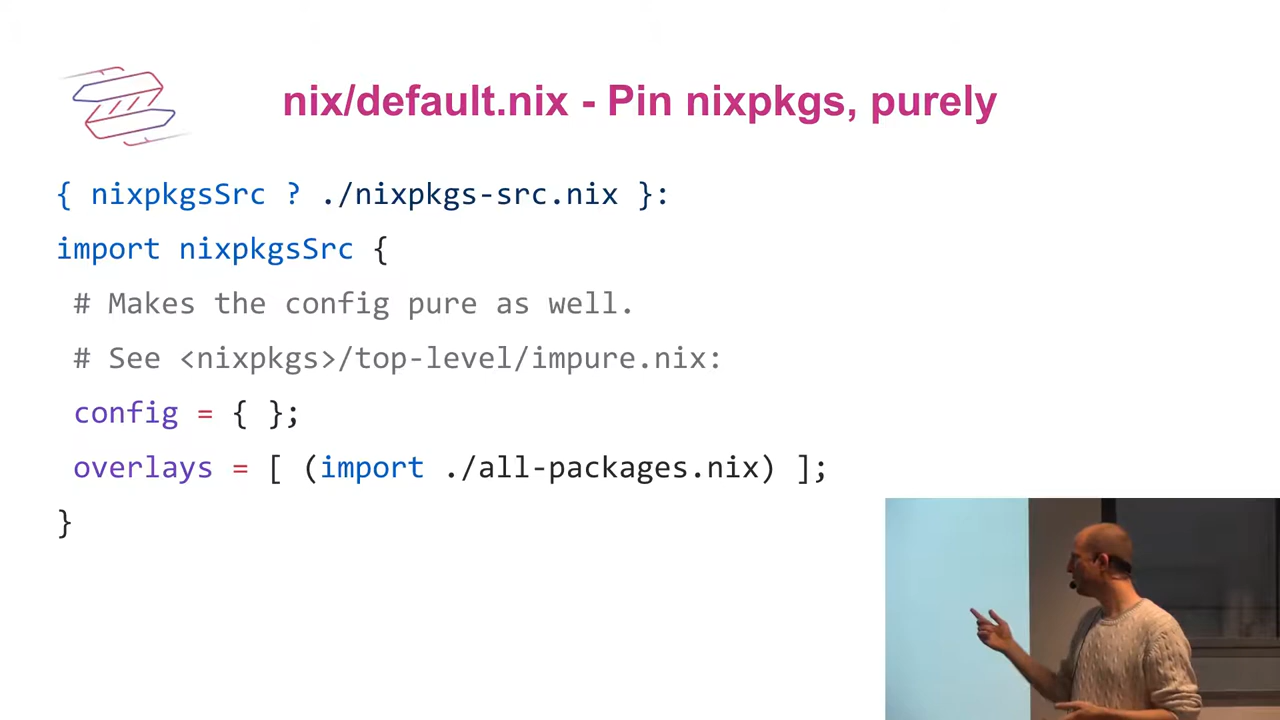 nix/default.nix - Pin nixpkgs, purely
{ nixpkgsSrc ? ./nixpkgs-src.nix }:
import nixpkgsSrc {
# Makes the config pure as well.
# See <nixpkgs>/top-level/impure.nix:
config = { };
overlays = [ (import ./all-packages.nix) ];
}